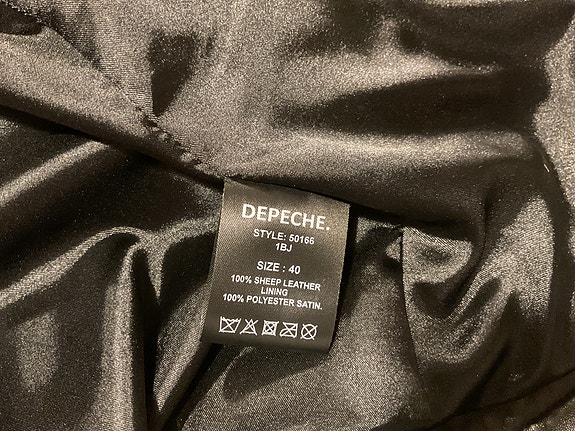 DEPECHE.
STYLE: 50166
1BJ
SIZE : 40
100% SHEEP LEATHER
LINING
100% POLYESTER SATIN.